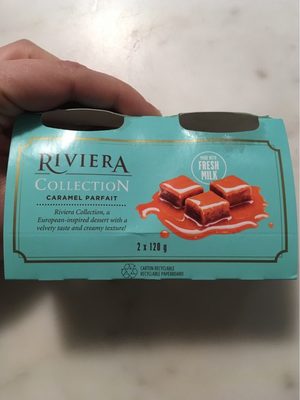 RIVIERA
COLLECTION
CARAMEL PARFAIT
Riviera Collection, a
European-inspired dessert with a
velvety taste and creamy texture!
MADE WITH
FRESH
MILK
2 x 120 g
CARTON RECYCLABLE
RECYCLABLE PAPERBOARD